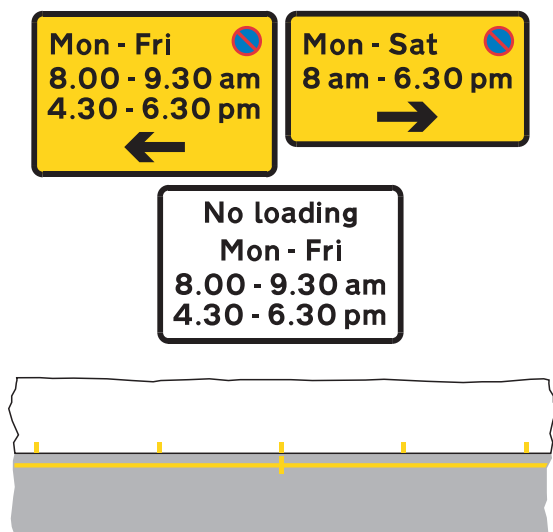 Mon - Fri
8.00 - 9.30 am
4.30 - 6.30 pm
Mon - Sat
8 am - 6.30 pm
No loading
Mon - Fri
8.00 - 9.30 am
4.30 - 6.30 pm